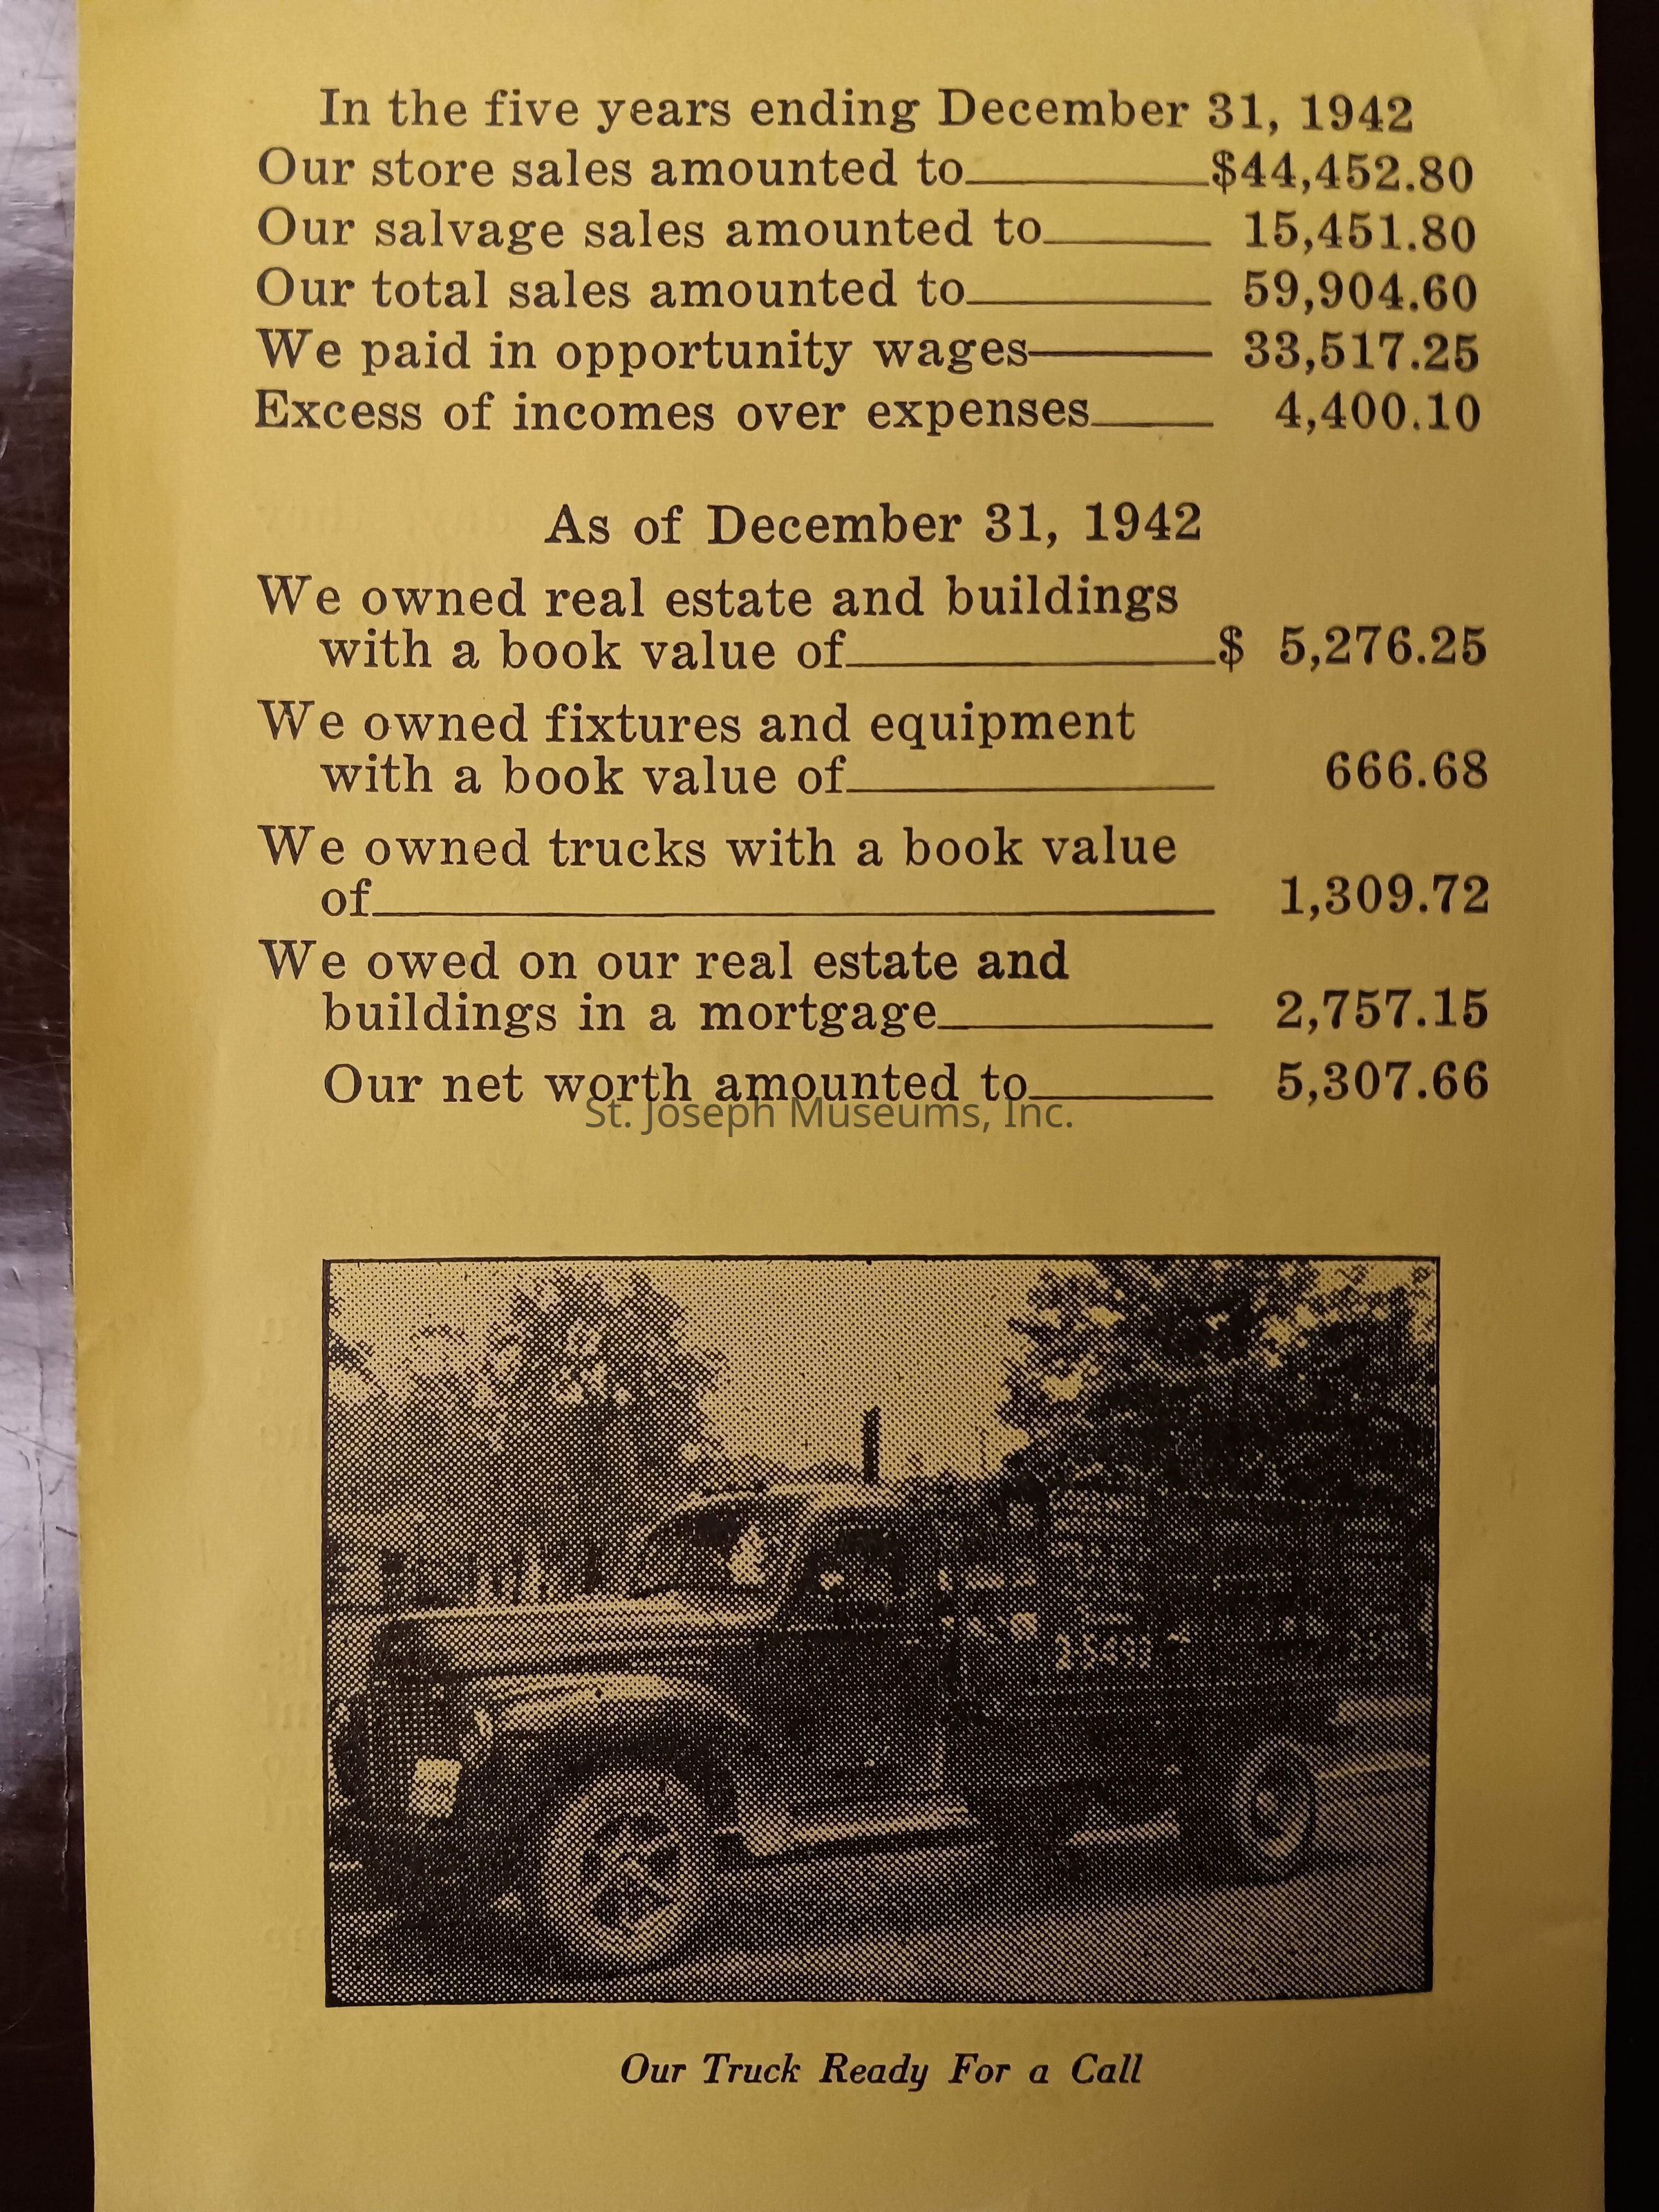 In the five years ending December 31, 1942
Our store sales amounted to $44,452.80
Our salvage sales amounted to 15,451.80
Our total sales amounted to 59,904.60
We paid in opportunity wages 33,517.25
Excess of incomes over expenses 4,400.10
As of December 31, 1942
We owned real estate and buildings
with a book value of $ 5,276.25
We owned fixtures and equipment
with a book value of 666.68
We owned trucks with a book value
of 1,309.72
We owed on our real estate and
buildings in a mortgage 2,757.15
Our net worth amounted to 5,307.66
St. Joseph Museums, Inc.
Our Truck Ready For a Call